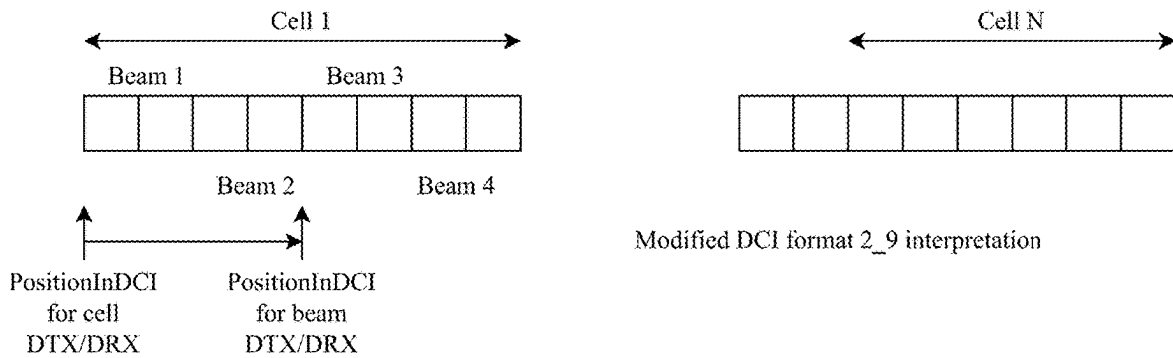 Cell 1
Cell N
Beam 1
Beam 3
Beam 2
Beam 4
Modified DCI format 2_9 interpretation
PositionInDCI
for cell
DTX/DRX
PositionInDCI
for beam
DTX/DRX